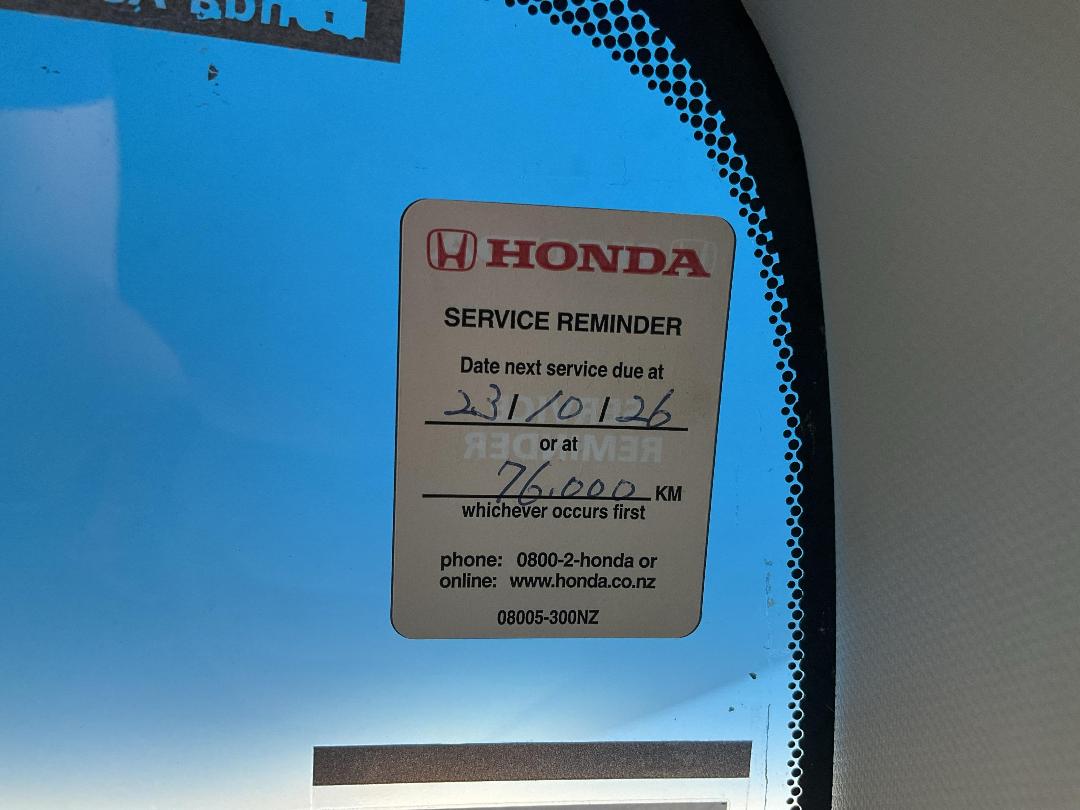 HONDA
SERVICE REMINDER
Date next service due at
23/10/26
or at
76.000 KM
whichever occurs first
phone: 0800-2-honda or
online: www.honda.co.nz
08005-300NZ